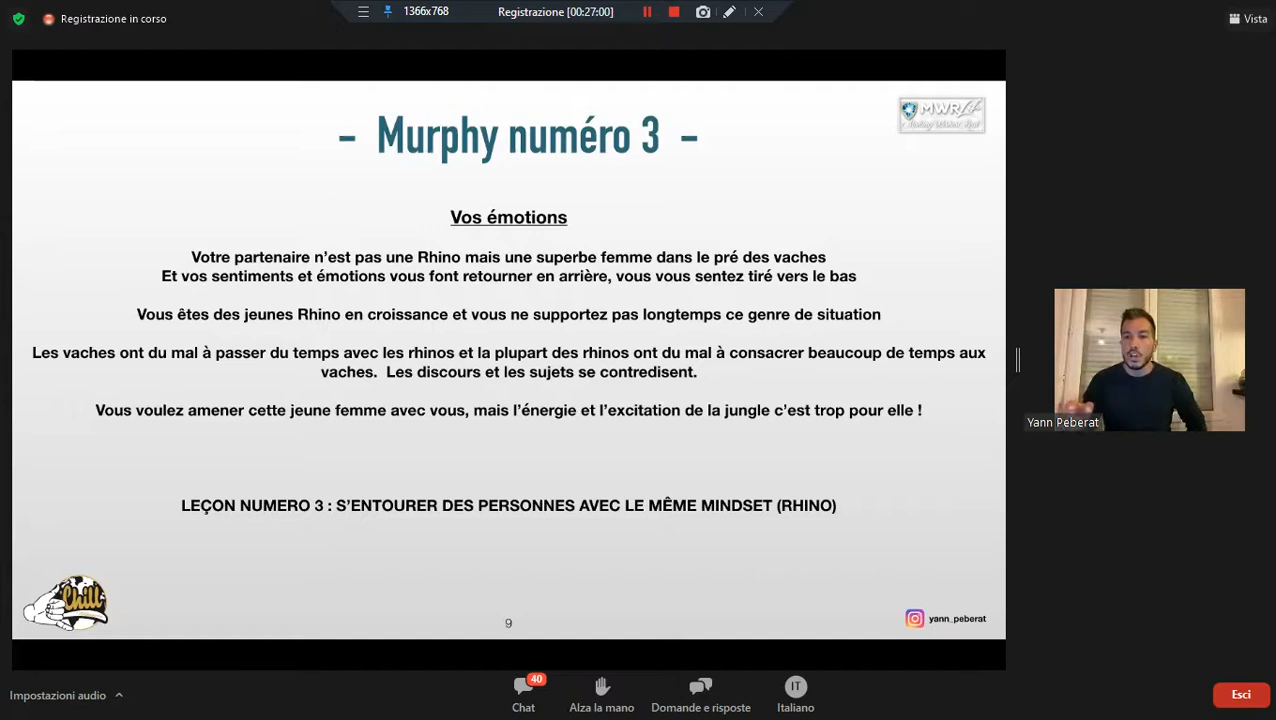 Registrazione in corso
1366x768
Registrazione [00:27:00]
Vista
- Murphy numéro 3 -
MWR Life
Vos émotions
Votre partenaire n’est pas une Rhino mais une superbe femme dans le pré des vaches
Et vos sentiments et émotions vous font retourner en arrière, vous vous sentez tiré vers le bas
Vous êtes des jeunes Rhino en croissance et vous ne supportez pas longtemps ce genre de situation
Les vaches ont du mal à passer du temps avec les rhinos et la plupart des rhinos ont du mal à consacrer beaucoup de temps aux
vaches. Les discours et les sujets se contredisent.
Vous voulez amener cette jeune femme avec vous, mais l’énergie et l’excitation de la jungle c’est trop pour elle !
LEÇON NUMERO 3 : S’ENTOURER DES PERSONNES AVEC LE MÊME MINDSET (RHINO)
Chill
9
yann_peberat
Yann Peberat
Impostazioni audio
40
Chat
Alza la mano
Domande e risposte
IT
Italiano
Esci